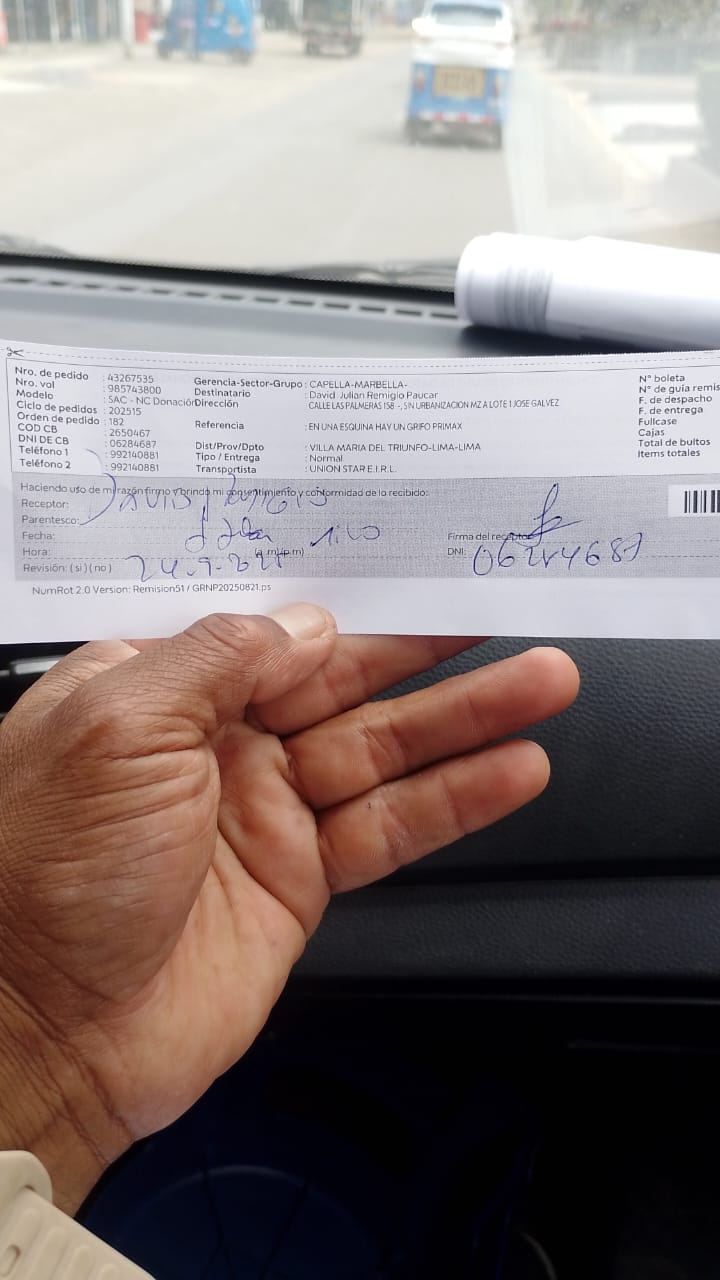 Nro. de pedido : 43267535
Nro. vol : 985743800
Modelo : SAC - NC Donación
Ciclo de pedidos : 202515
Orden de pedido : 182
COD CB : 2650467
DNI DE CB : 06284687
Teléfono 1 : 992140881
Teléfono 2 : 992140881
Gerencia-Sector-Grupo : CAPELLA-MARBELLA-
Destinatario : David Julian Remigio Paucar
Dirección CALLE LAS PALMERAS 158 -, SN URBANIZACION MZ A LOTE 1 JOSE GALVEZ
Referencia : EN UNA ESQUINA HAY UN GRIFO PRIMAX
Dist/Prov/Dpto : VILLA MARIA DEL TRIUNFO-LIMA-LIMA
Tipo / Entrega : Normal
Transportista : UNION STAR E.I.R.L.
N° boleta
N° de guía remis
F. de despacho
F. de entrega
Fullcase
Cajas
Total de bultos
Items totales
Haciendo uso de mi razón firmo y brindo mi consentimiento y conformidad de lo recibido:
Receptor: DAVID
Parentesco:
Fecha:
Hora: (a.m) (p.m)
Revisión: (si) (no)
Firma del receptor
DNI: 06284687
NumRot 2.0 Version: Remision51 / GRNP20250821.ps